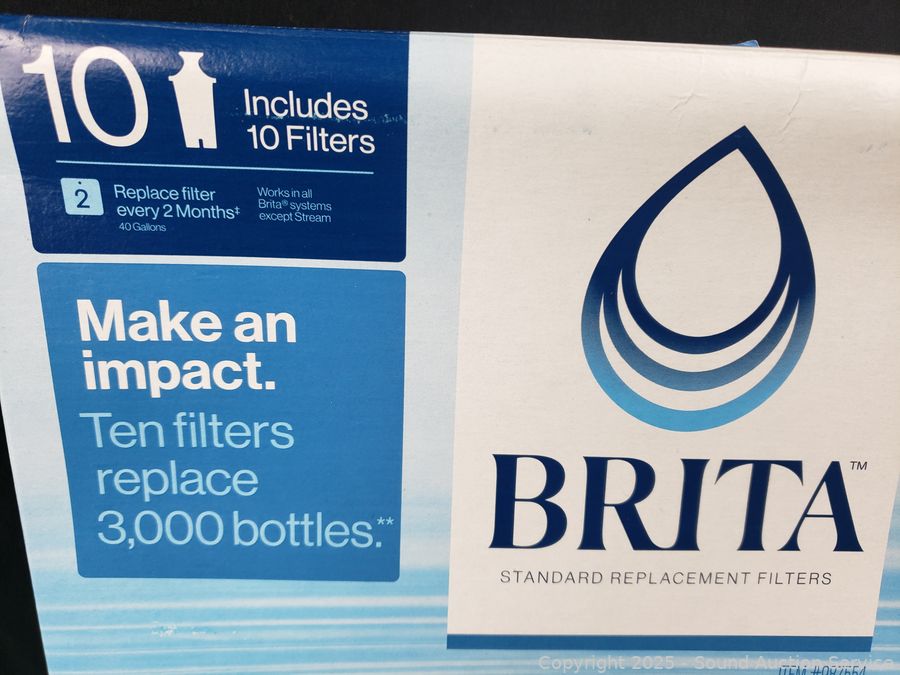 10
Includes
10 Filters
2
Replace filter
every 2 Months‡
40 Gallons
Works in all
Brita® systems
except Stream
Make an
impact.
Ten filters
replace
3,000 bottles.**
BRITA™
STANDARD REPLACEMENT FILTERS
Copyright 2025 - Sound Auction Service